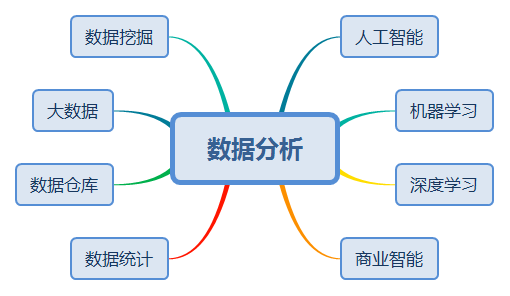 数据挖掘
人工智能
大数据
机器学习
数据分析
数据仓库
深度学习
数据统计
商业智能